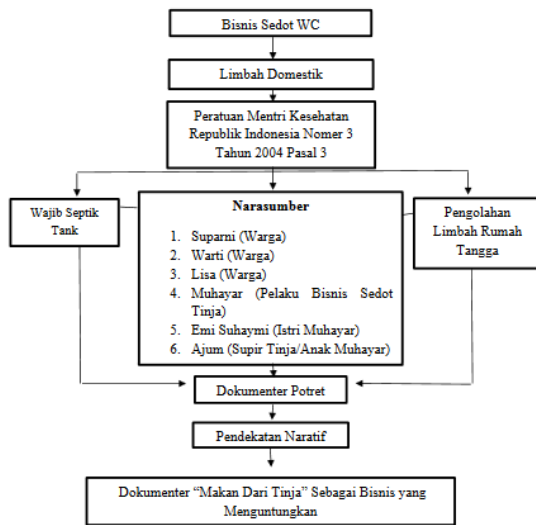 Bisnis Sedot WC
Limbah Domestik
Peratuan Mentri Kesehatan
Republik Indonesia Nomer 3
Tahun 2004 Pasal 3
Wajib Septik
Tank
Narasumber
1. Suparni (Warga)
2. Warti (Warga)
3. Lisa (Warga)
4. Muhayar (Pelaku Bisnis Sedot
Tinja)
5. Emi Suhaymi (Istri Muhayar)
6. Ajum (Supir Tinja/Anak Muhayar)
Pengolahan
Limbah Rumah
Tangga
Dokumenter Potret
Pendekatan Naratif
Dokumenter “Makan Dari Tinja” Sebagai Bisnis yang
Menguntungkan